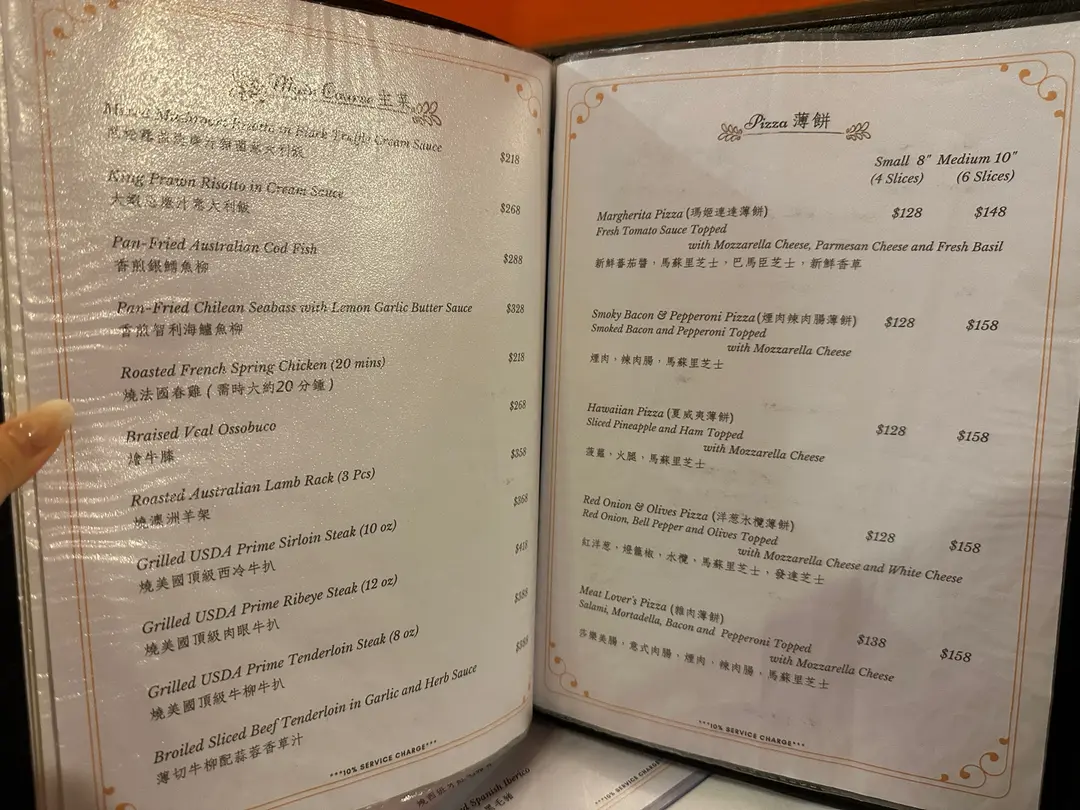 Main Course 主菜
Mixed Mushroom Risotto in Black Truffle Cream Sauce
$218
King Prawn Risotto in Cream Sauce
大蝦忌廉汁意大利飯
$268
Pan-Fried Australian Cod Fish
香煎銀鱈魚柳
$288
Pan-Fried Chilean Seabass with Lemon Garlic Butter Sauce
香煎智利海鱸魚柳
$328
Roasted French Spring Chicken (20 mins)
燒法國春雞 ( 需時大約20 分鐘 )
$218
Braised Veal Ossobuco
燴牛膝
$268
Roasted Australian Lamb Rack (3 Pcs)
燒澳洲羊架
$358
Grilled USDA Prime Sirloin Steak (10 oz)
燒美國頂級西冷牛扒
$368
Grilled USDA Prime Ribeye Steak (12 oz)
燒美國頂級肉眼牛扒
$418
Grilled USDA Prime Tenderloin Steak (8 oz)
燒美國頂級牛柳牛扒
$388
Broiled Sliced Beef Tenderloin in Garlic and Herb Sauce
薄切牛柳配蒜蓉香草汁
$388
***10% SERVICE CHARGE***
Pizza 薄餅
Small 8" Medium 10"
(4 Slices) (6 Slices)
Margherita Pizza (瑪姬達達薄餅) $128 $148
Fresh Tomato Sauce Topped
with Mozzarella Cheese, Parmesan Cheese and Fresh Basil
新鮮蕃茄醬，馬蘇里芝士，巴馬臣芝士，新鮮香草
Smoky Bacon & Pepperoni Pizza (煙肉辣肉腸薄餅) $128 $158
Smoked Bacon and Pepperoni Topped
with Mozzarella Cheese
煙肉，辣肉腸，馬蘇里芝士
Hawaiian Pizza (夏威夷薄餅) $128 $158
Sliced Pineapple and Ham Topped
with Mozzarella Cheese
菠蘿，火腿，馬蘇里芝士
Red Onion & Olives Pizza (洋葱水欖薄餅) $128 $158
Red Onion, Bell Pepper and Olives Topped
with Mozzarella Cheese and White Cheese
紅洋葱，燈籠椒，水欖，馬蘇里芝士，發達芝士
Meat Lover's Pizza (雜肉薄餅) $138 $158
Salami, Mortadella, Bacon and Pepperoni Topped
with Mozzarella Cheese
莎樂美腸，意式肉腸，煙肉，辣肉腸，馬蘇里芝士
***10% SERVICE CHARGE***
Spanish Iberico
***10% SERVICE CHARGE